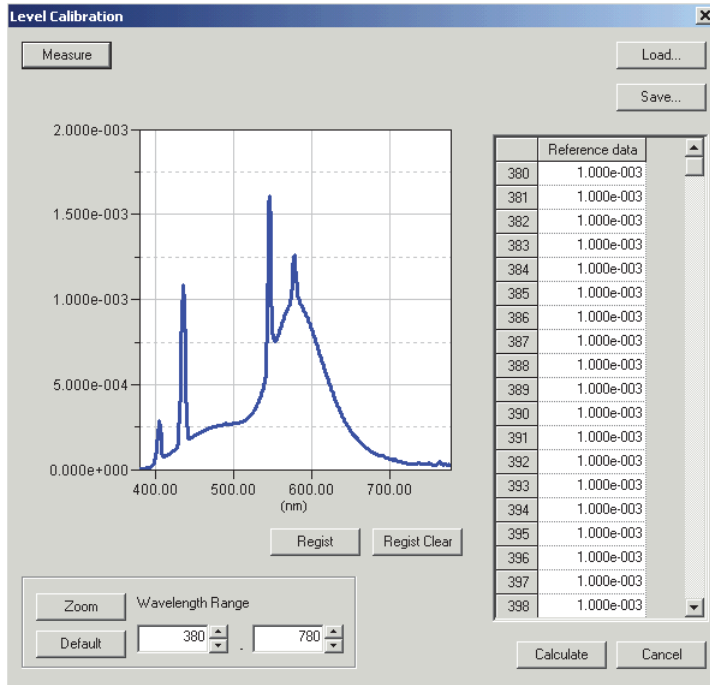 Level Calibration
Measure
Load...
Save...
2.000e-003
1.500e-003
1.000e-003
5.000e-004
0.000e+000
400.00 500.00 600.00 700.00
(nm)
Regist Regist Clear
Reference data
380 1.000e-003
381 1.000e-003
382 1.000e-003
383 1.000e-003
384 1.000e-003
385 1.000e-003
386 1.000e-003
387 1.000e-003
388 1.000e-003
389 1.000e-003
390 1.000e-003
391 1.000e-003
392 1.000e-003
393 1.000e-003
394 1.000e-003
395 1.000e-003
396 1.000e-003
397 1.000e-003
398 1.000e-003
Zoom Wavelength Range
Default 380 . 780
Calculate Cancel